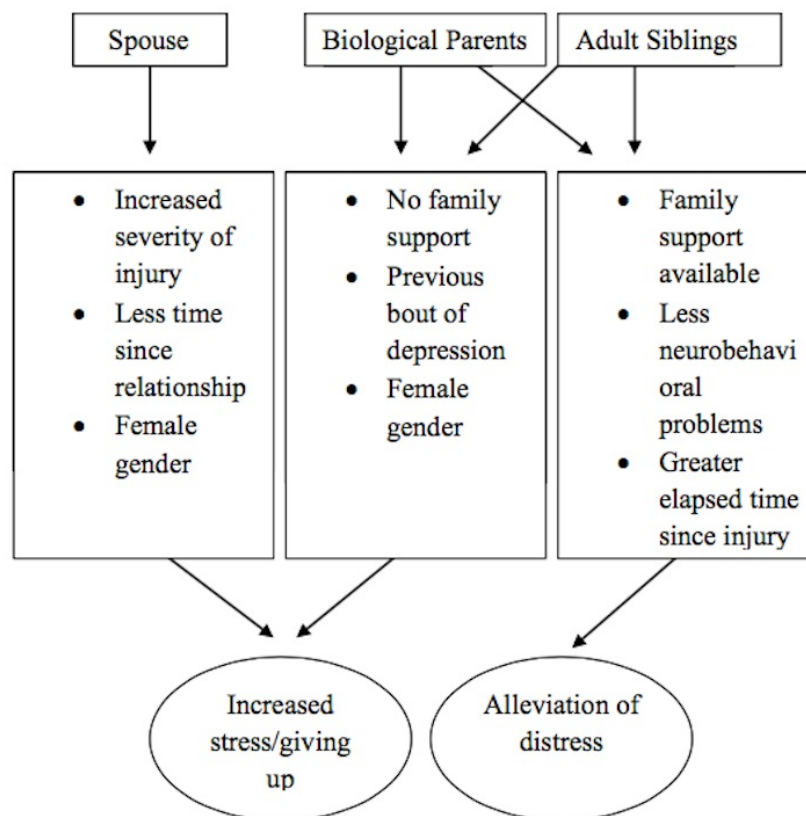 Spouse
Biological Parents
Adult Siblings
• Increased
severity of
injury
• Less time
since
relationship
• Female
gender
• No family
support
• Previous
bout of
depression
• Female
gender
• Family
support
available
• Less
neurobehavi
oral
problems
• Greater
elapsed time
since injury
Increased
stress/giving
up
Alleviation of
distress